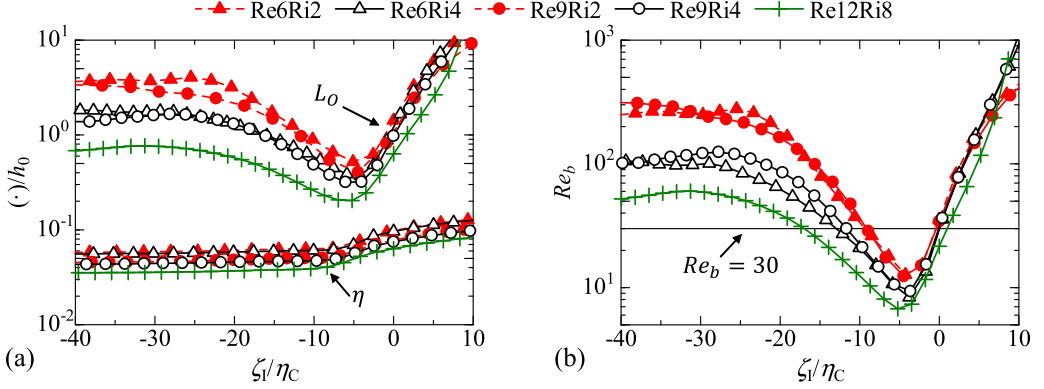 Re6Ri2 Re6Ri4 Re9Ri2 Re9Ri4 Re12Ri8
10^1
10^0
10^-1
10^-2
(·)/h_0
L_O
η
-40 -30 -20 -10 0 10
(a)
ζ_I/η_C
10^3
10^2
10^1
Re_b
Re_b = 30
-40 -30 -20 -10 0 10
(b)
ζ_I/η_C